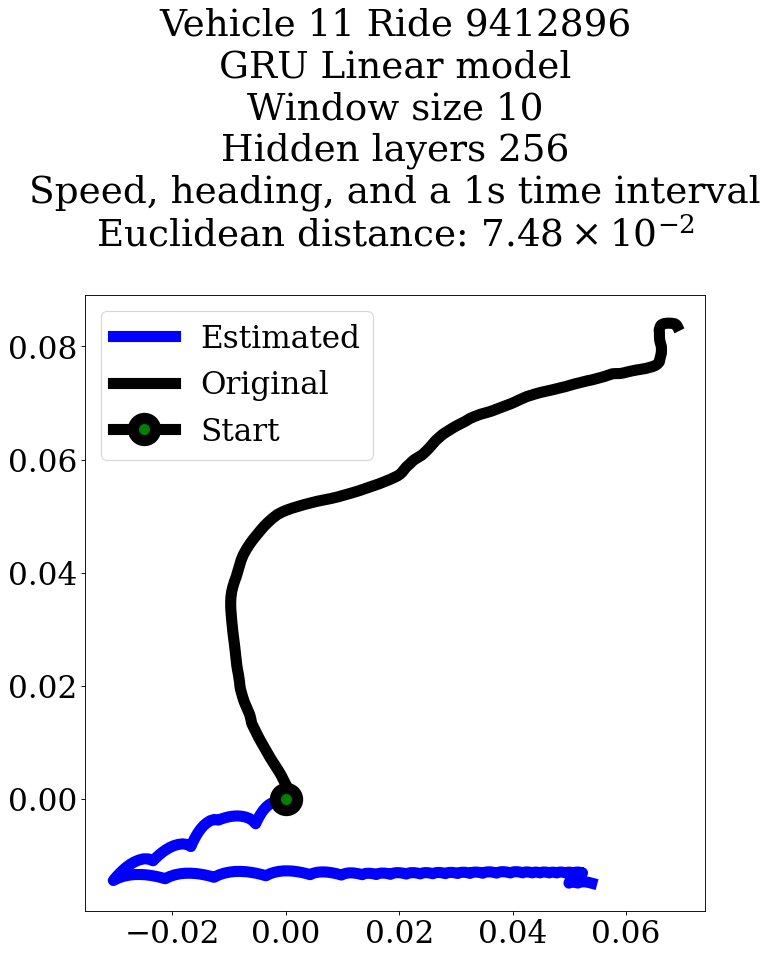 Vehicle 11 Ride 9412896
GRU Linear model
Window size 10
Hidden layers 256
Speed, heading, and a 1s time interval
Euclidean distance: 7.48 × 10⁻²
Estimated
Original
Start
0.08
0.06
0.04
0.02
0.00
−0.02 0.00 0.02 0.04 0.06